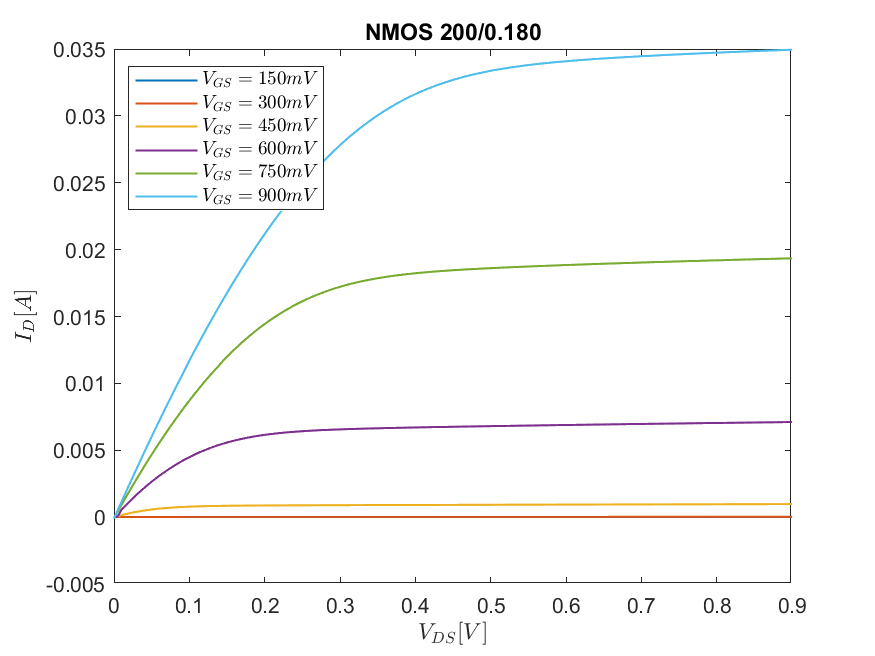 NMOS 200/0.180
0.035
0.03
0.025
0.02
0.015
0.01
0.005
0
-0.005
I_D[A]
V_GS = 150mV
V_GS = 300mV
V_GS = 450mV
V_GS = 600mV
V_GS = 750mV
V_GS = 900mV
0 0.1 0.2 0.3 0.4 0.5 0.6 0.7 0.8 0.9
V_DS[V]